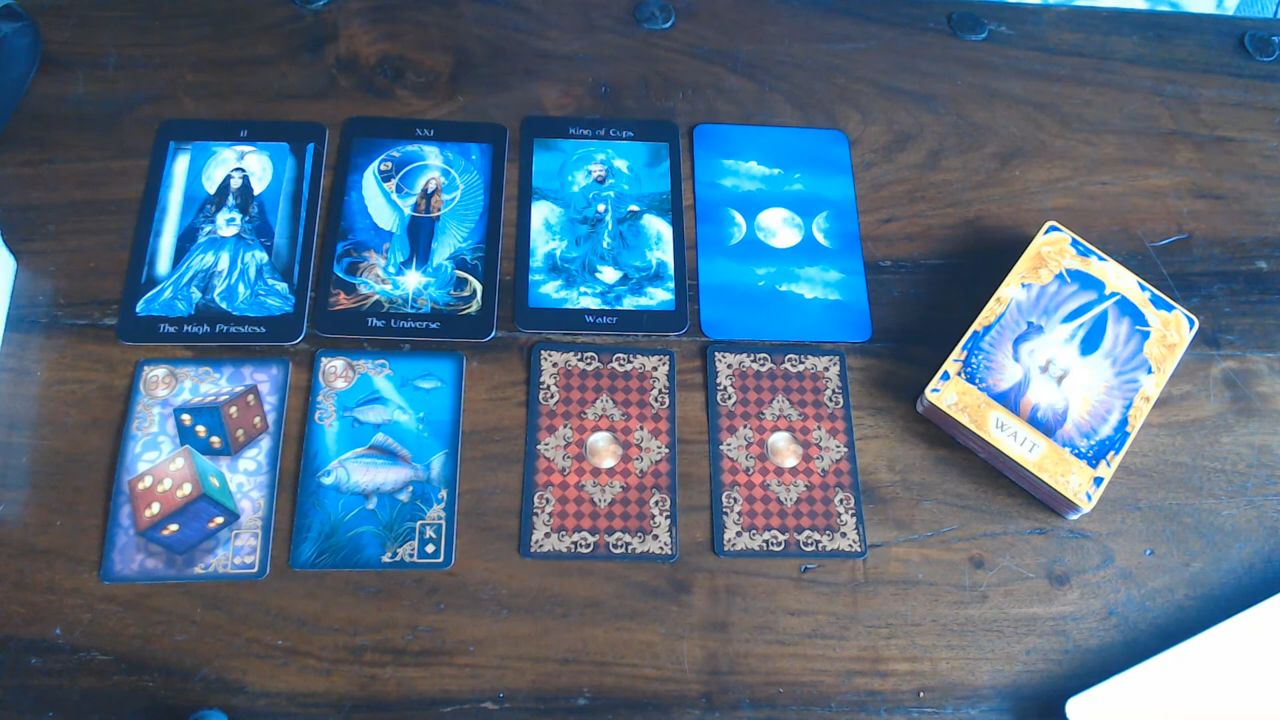 II
The High Priestess
XXI
The Universe
King of Cups
Water
39
34
K
WAIT